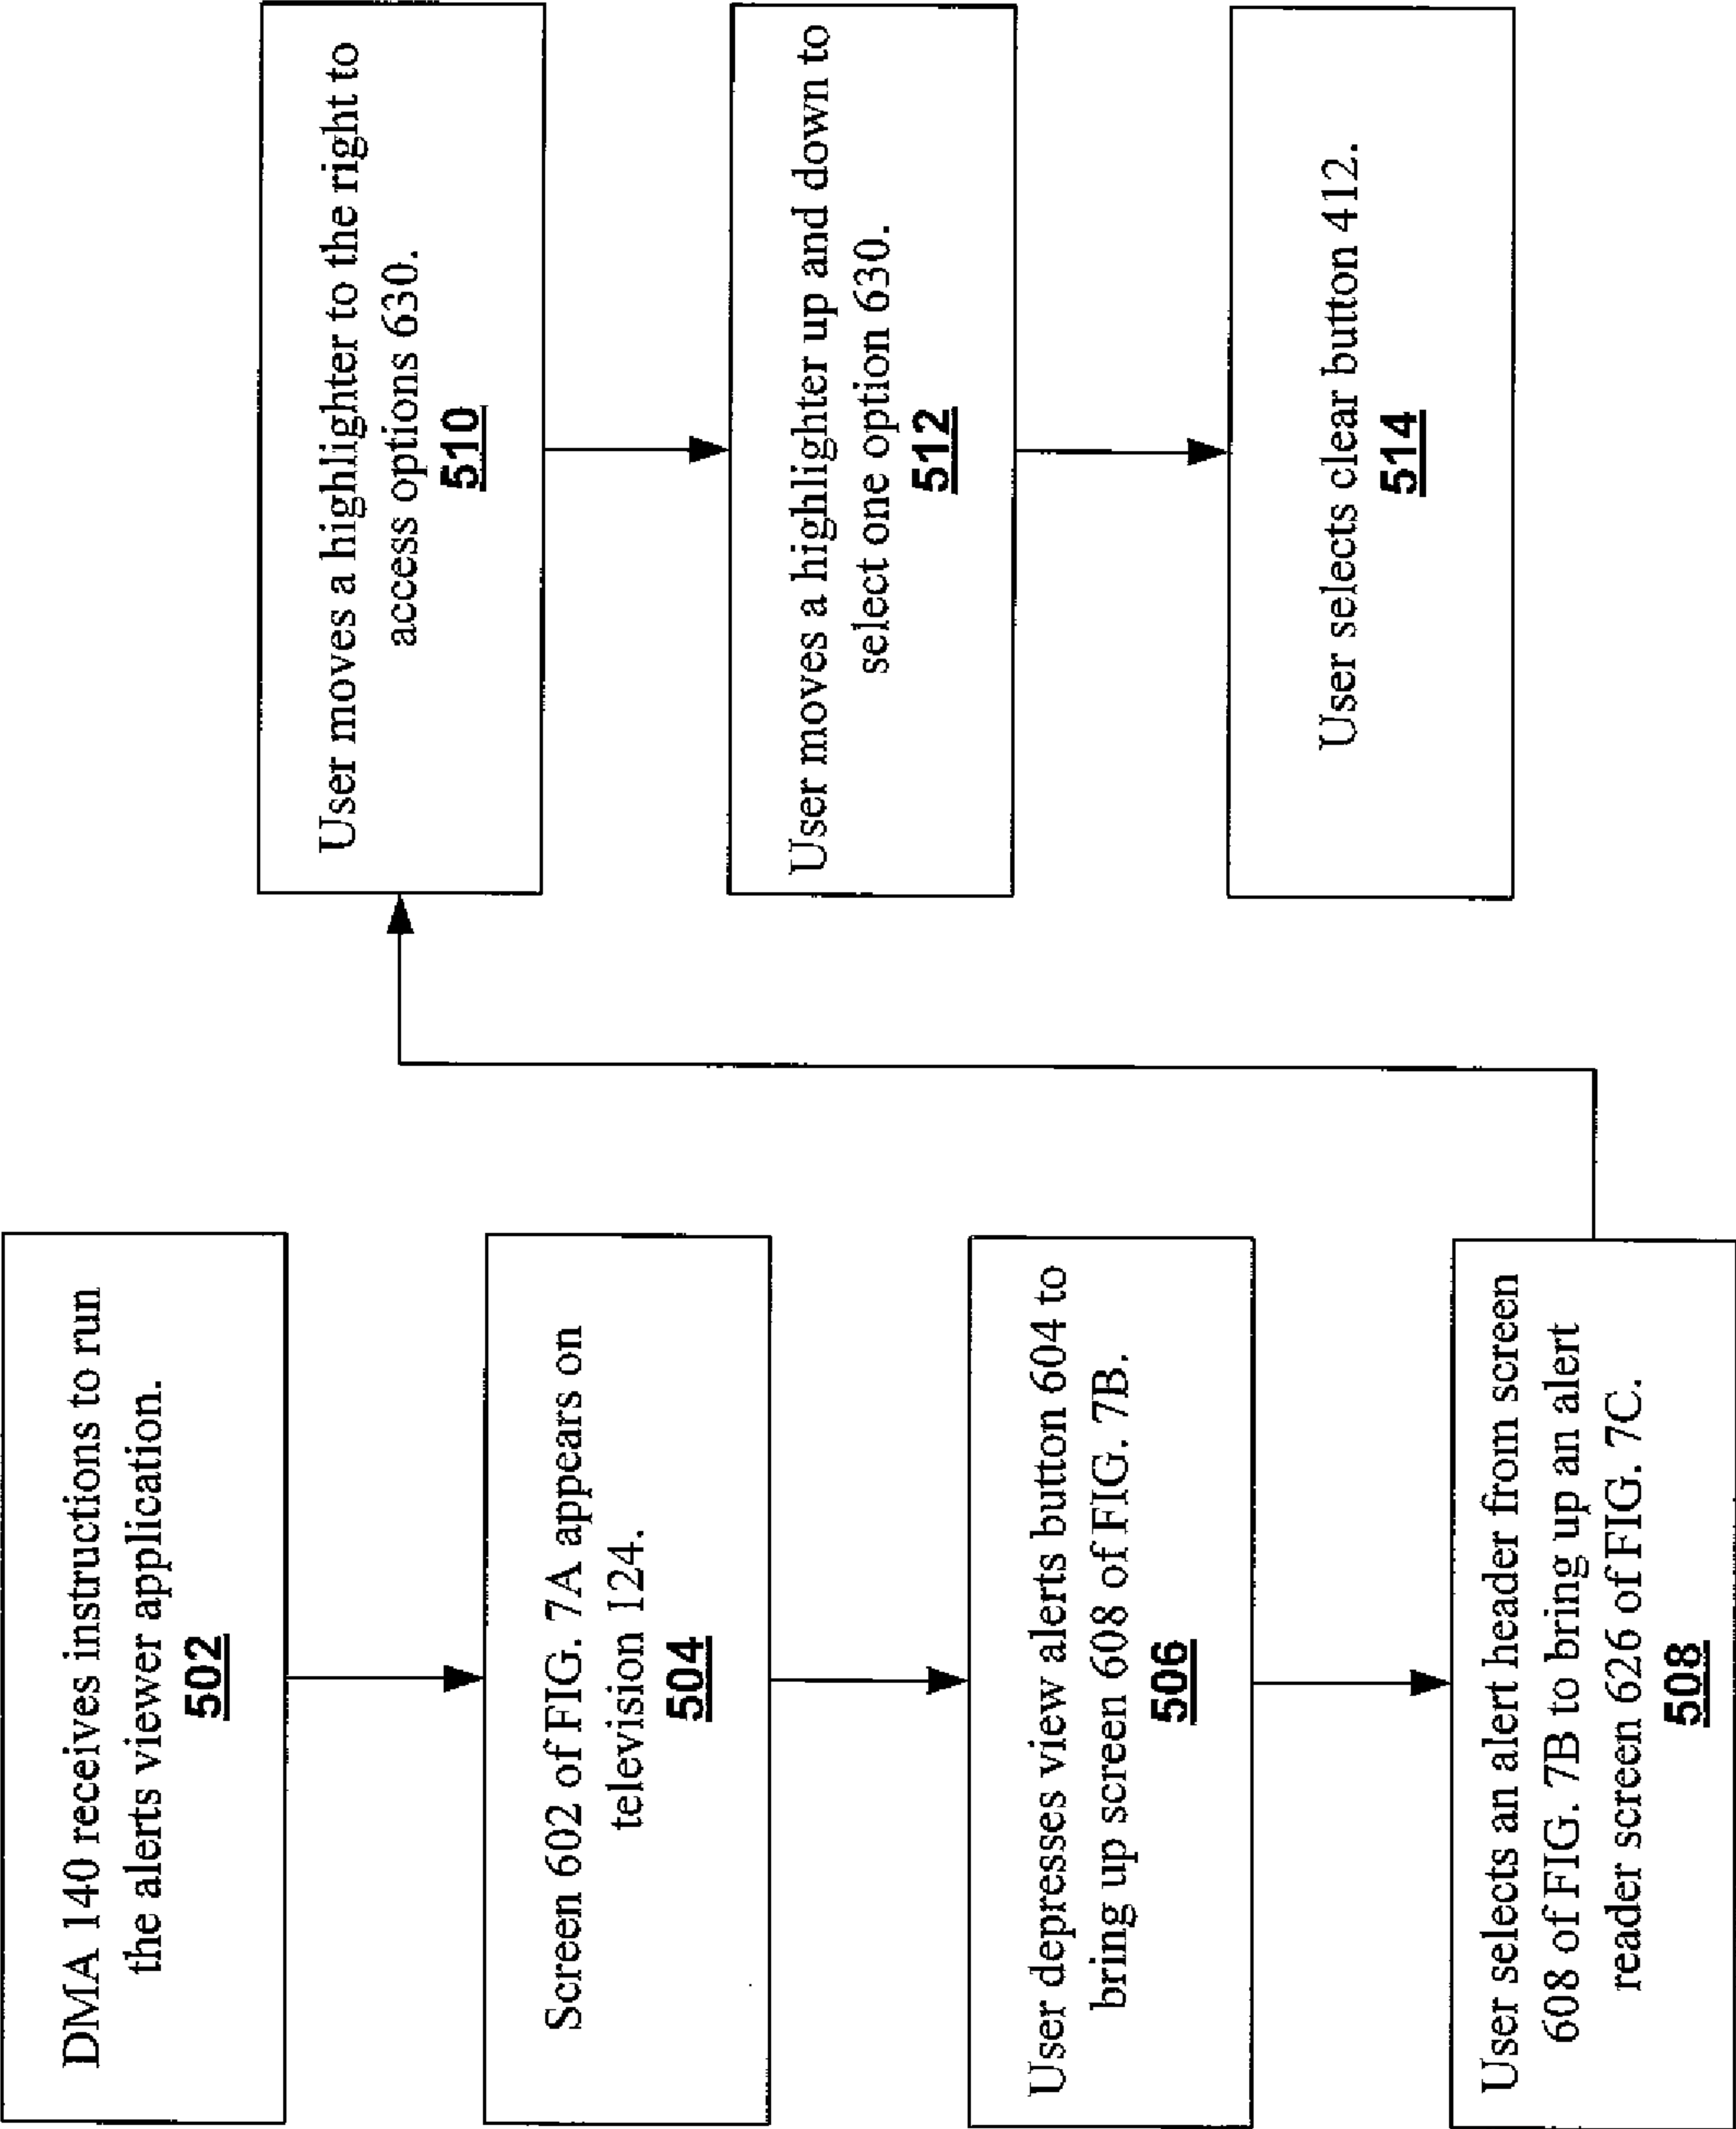 DMA 140 receives instructions to run
the alerts viewer application.
502
Screen 602 of FIG. 7A appears on
television 124.
504
User depresses view alerts button 604 to
bring up screen 608 of FIG. 7B.
506
User selects an alert header from screen
608 of FIG. 7B to bring up an alert
reader screen 626 of FIG. 7C.
508
User moves a highlighter to the right to
access options 630.
510
User moves a highlighter up and down to
select one option 630.
512
User selects clear button 412.
514